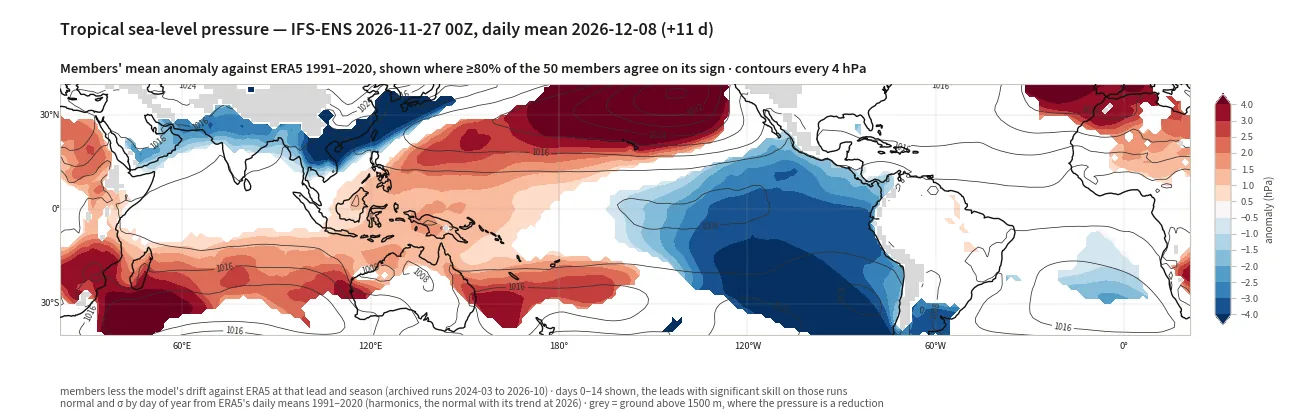 Tropical sea-level pressure — IFS-ENS 2026-11-27 00Z, daily mean 2026-12-08 (+11 d)
Members' mean anomaly against ERA5 1991–2020, shown where ≥80% of the 50 members agree on its sign · contours every 4 hPa
30°N
0°
30°S
60°E
120°E
180°
120°W
60°W
0°
1024
1016
1016
1016
1016
1016
1016
1016
1016
1016
1008
1008
1016
1016
4.0
3.0
2.5
2.0
1.5
1.0
0.5
−0.5
−1.0
−1.5
−2.0
−2.5
−3.0
−4.0
anomaly (hPa)
members less the model's drift against ERA5 at that lead and season (archived runs 2024-03 to 2026-10) · days 0–14 shown, the leads with significant skill on those runs
normal and σ by day of year from ERA5's daily means 1991–2020 (harmonics, the normal with its trend at 2026) · grey = ground above 1500 m, where the pressure is a reduction